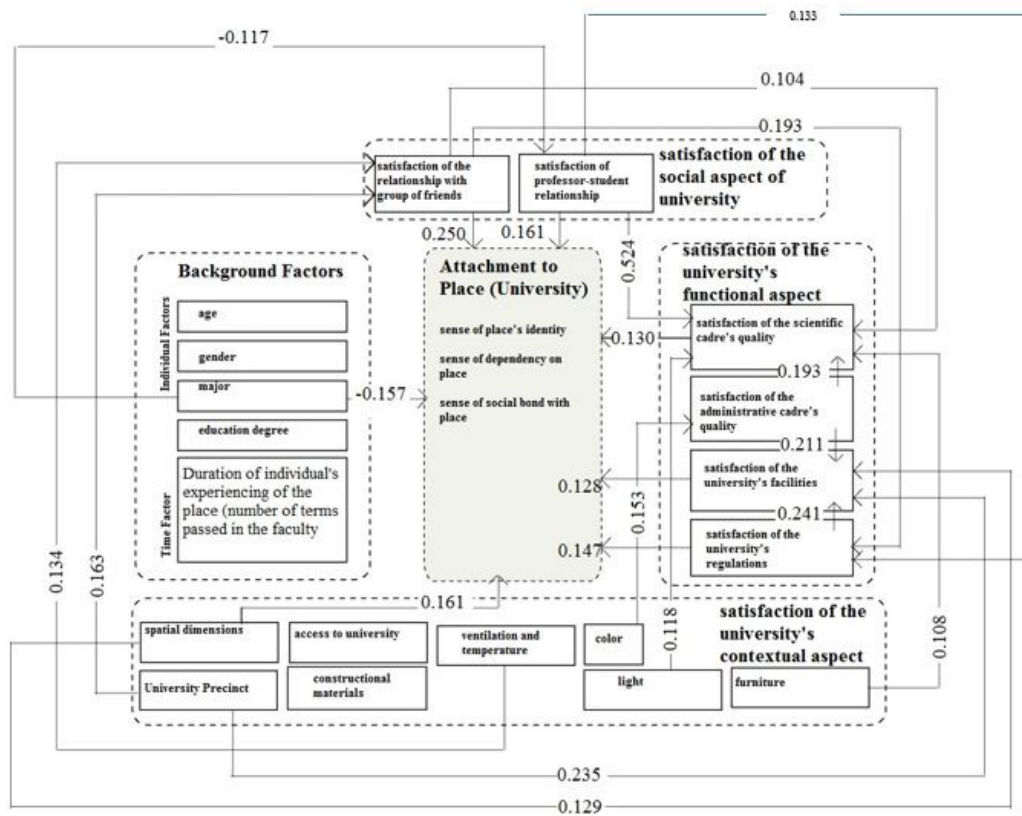 0.133
-0.117
0.104
0.193
satisfaction of the
social aspect of
university
satisfaction of the
relationship with
group of friends
satisfaction of
professor-student
relationship
0.250
0.161
0.524
Background Factors
Individual Factors
age
gender
major
education degree
Time Factor
Duration of individual's
experiencing of the
place (number of terms
passed in the faculty
-0.157
Attachment to
Place (University)
sense of place's identity
sense of dependency on
place
sense of social bond with
place
0.130
0.128
0.147
satisfaction of the
university's
functional aspect
satisfaction of the scientific
cadre's quality
0.193
satisfaction of the
administrative cadre's
quality
0.211
satisfaction of the
university's facilities
0.241
satisfaction of the
university's
regulations
0.134
0.163
0.153
0.118
0.108
0.161
satisfaction of the
university's
contextual aspect
spatial dimensions
access to university
ventilation and
temperature
color
University Precinct
constructional
materials
light
furniture
0.235
0.129